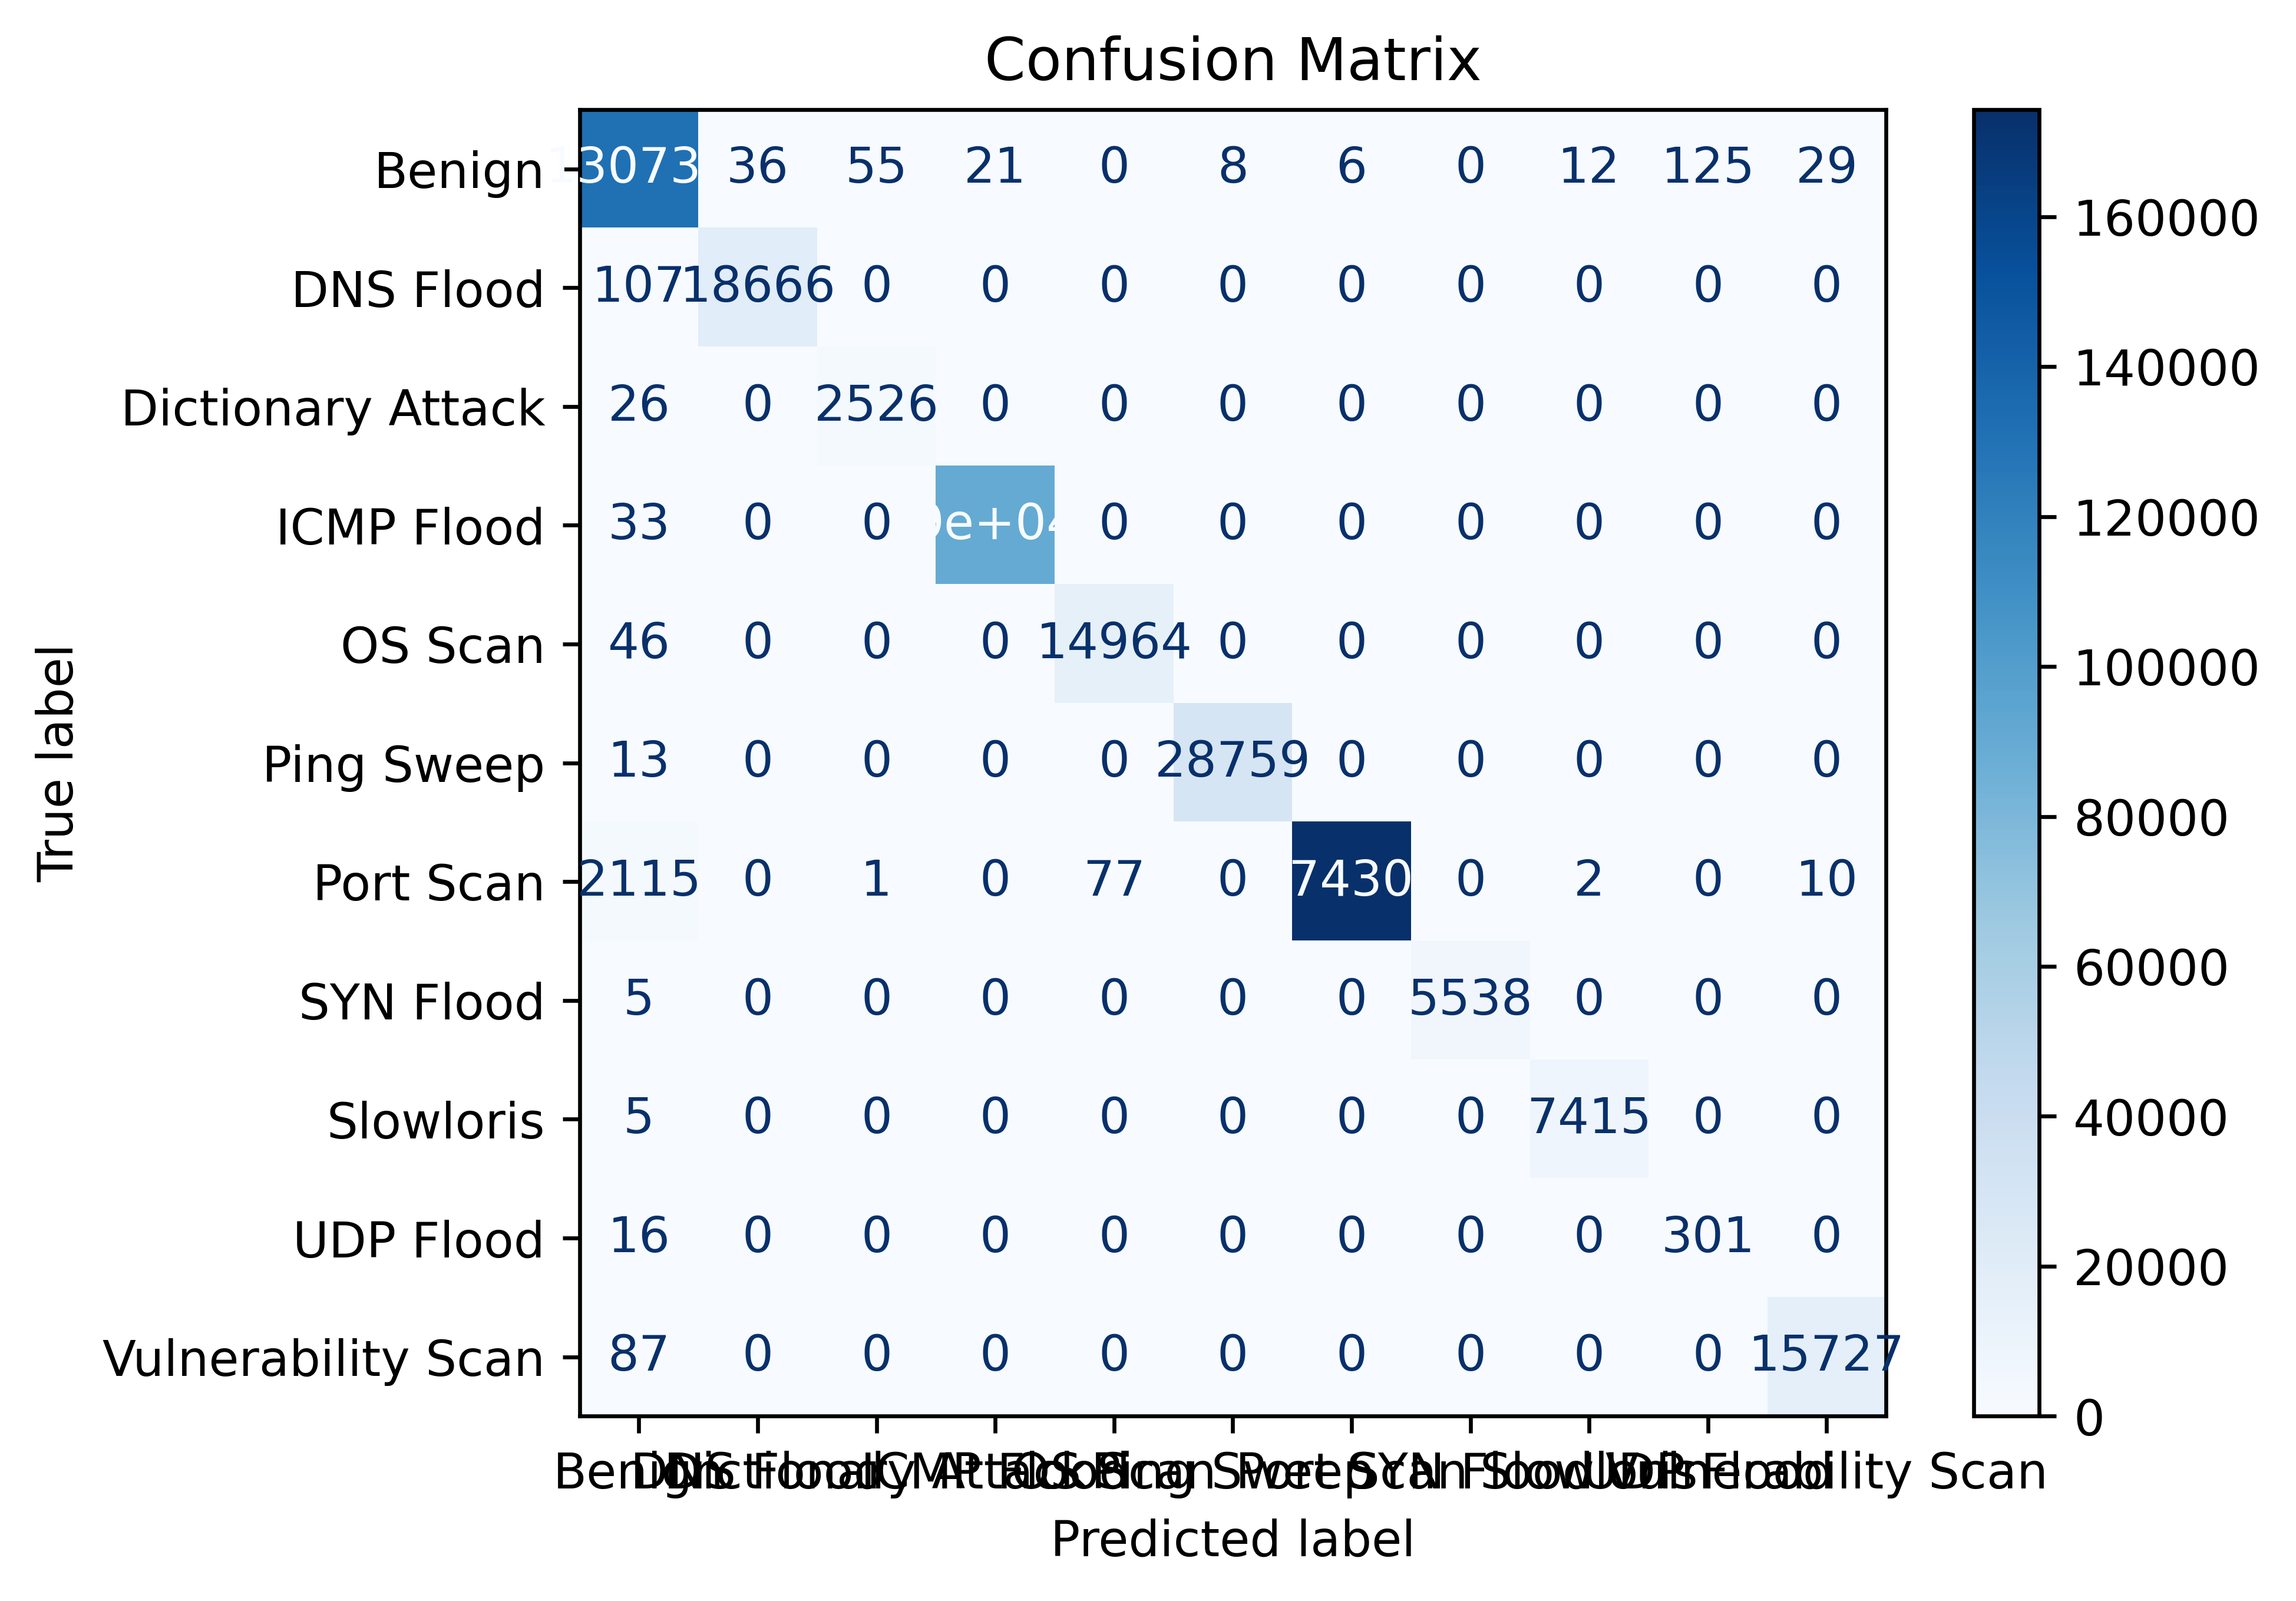 Confusion Matrix
Benign 3073 36 55 21 0 8 6 0 12 125 29
DNS Flood 107 18666 0 0 0 0 0 0 0 0 0
Dictionary Attack 26 0 2526 0 0 0 0 0 0 0 0
ICMP Flood 33 0 0 e+04 0 0 0 0 0 0 0
OS Scan 46 0 0 0 14964 0 0 0 0 0 0
Ping Sweep 13 0 0 0 0 28759 0 0 0 0 0
Port Scan 2115 0 1 0 77 0 7430 0 2 0 10
SYN Flood 5 0 0 0 0 0 0 5538 0 0 0
Slowloris 5 0 0 0 0 0 0 0 7415 0 0
UDP Flood 16 0 0 0 0 0 0 0 0 301 0
Vulnerability Scan 87 0 0 0 0 0 0 0 0 0 15727
True label
Benign DNS Flood Dictionary Attack ICMP Flood OS Scan Ping Sweep Port Scan SYN Flood Slowloris UDP Flood Vulnerability Scan
Predicted label
160000
140000
120000
100000
80000
60000
40000
20000
0